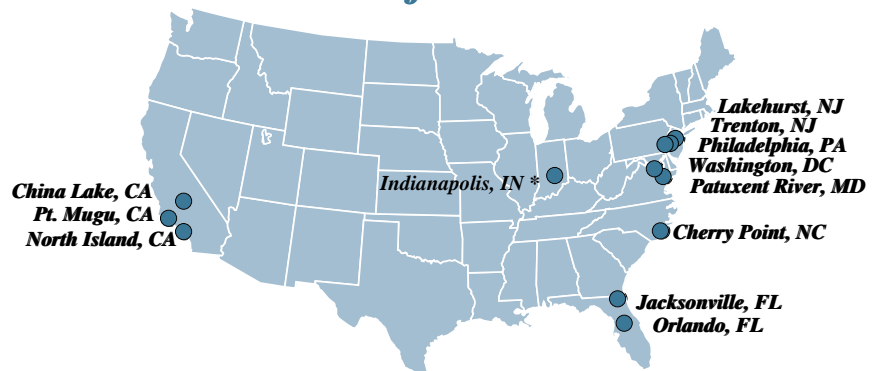 Lakehurst, NJ
Trenton, NJ
Philadelphia, PA
Washington, DC
Patuxent River, MD
Indianapolis, IN *
China Lake, CA
Pt. Mugu, CA
North Island, CA
Cherry Point, NC
Jacksonville, FL
Orlando, FL